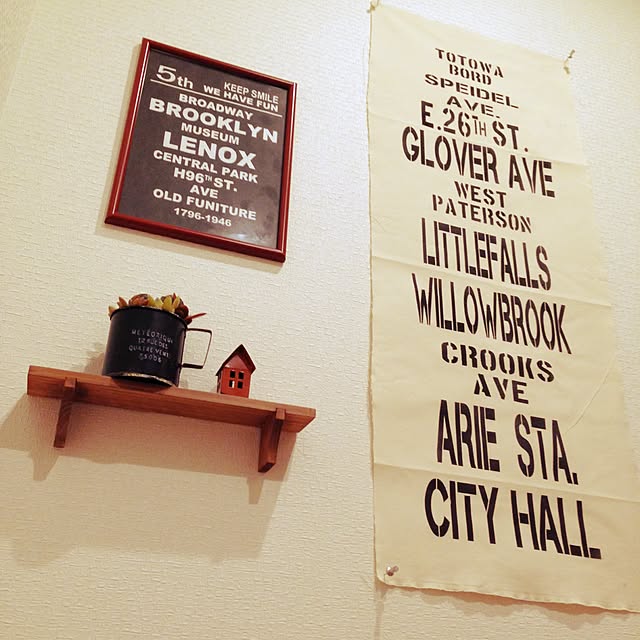 5th KEEP SMILE
WE HAVE FUN
BROADWAY
BROOKLYN
MUSEUM
LENOX
CENTRAL PARK
H96TH ST.
AVE
OLD FUNITURE
1796-1946
TOTOWA
BORD
SPEIDEL
AVE.
E.26TH ST.
GLOVER AVE
WEST
PATERSON
LITTLEFALLS
WILLOWBROOK
CROOKS
AVE
ARIE STA.
CITY HALL